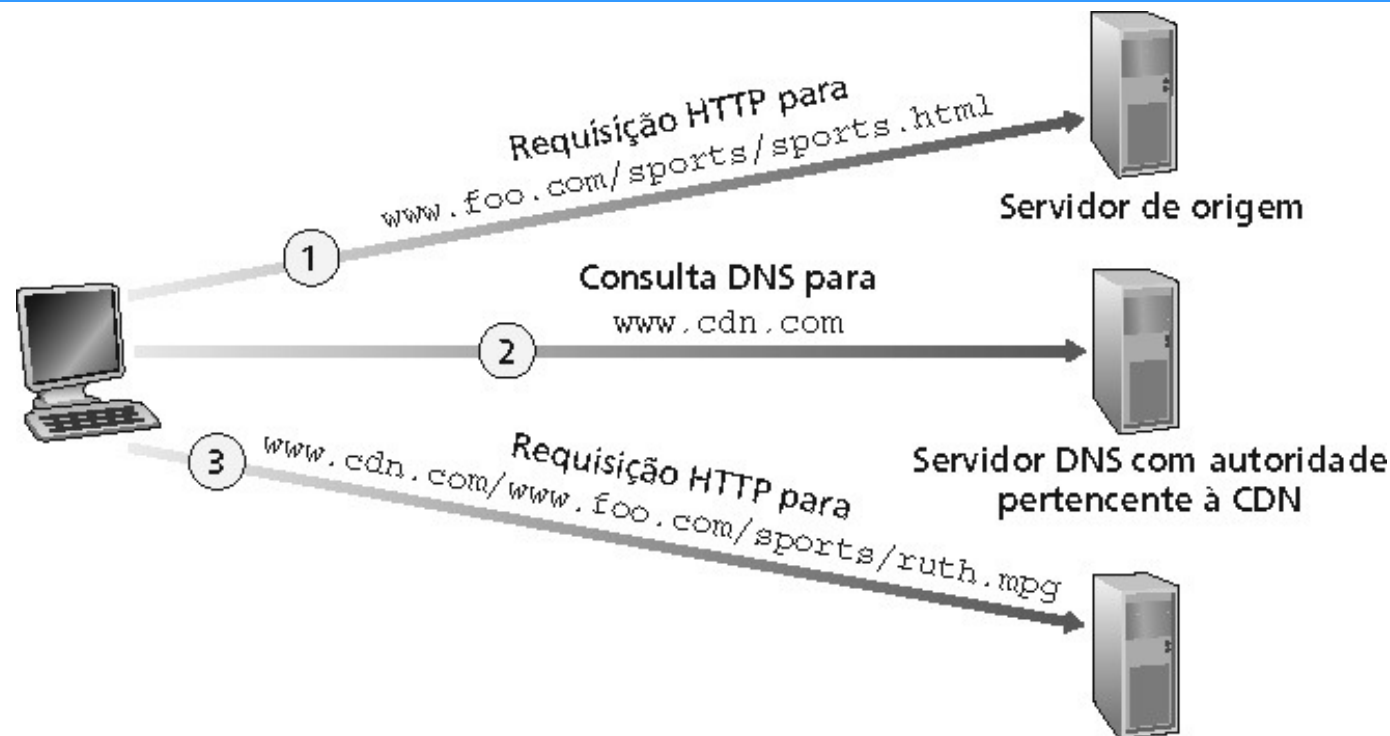 Requisição HTTP para
www.foo.com/sports/sports.html
Servidor de origem
1
Consulta DNS para
www.cdn.com
2
Servidor DNS com autoridade
pertencente à CDN
3
Requisição HTTP para
www.cdn.com/www.foo.com/sports/ruth.mpg